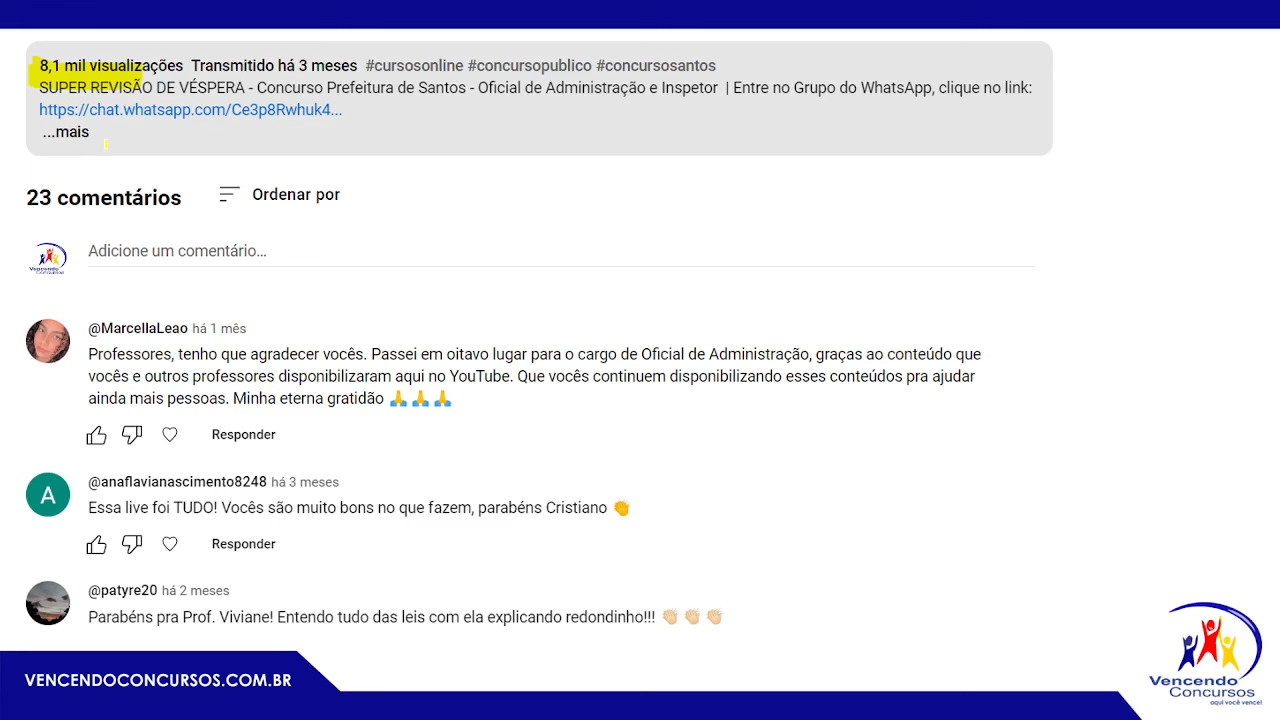 8,1 mil visualizações Transmitido há 3 meses #cursosonline #concursopublico #concursosantos
SUPER REVISÃO DE VÉSPERA - Concurso Prefeitura de Santos - Oficial de Administração e Inspetor | Entre no Grupo do WhatsApp, clique no link:
https://chat.whatsapp.com/Ce3p8Rwhuk4...
...mais
23 comentários
Ordenar por
Vencendo
Concursos
Adicione um comentário...
@MarcellaLeao há 1 mês
Professores, tenho que agradecer vocês. Passei em oitavo lugar para o cargo de Oficial de Administração, graças ao conteúdo que
vocês e outros professores disponibilizaram aqui no YouTube. Que vocês continuem disponibilizando esses conteúdos pra ajudar
ainda mais pessoas. Minha eterna gratidão 🙏🙏🙏
Responder
A
@anaflavianascimento8248 há 3 meses
Essa live foi TUDO! Vocês são muito bons no que fazem, parabéns Cristiano 👏
Responder
@patyre20 há 2 meses
Parabéns pra Prof. Viviane! Entendo tudo das leis com ela explicando redondinho!!! 👏🏻👏🏻👏🏻
VENCENDOCONCURSOS.COM.BR
Vencendo
Concursos
aqui você vence!